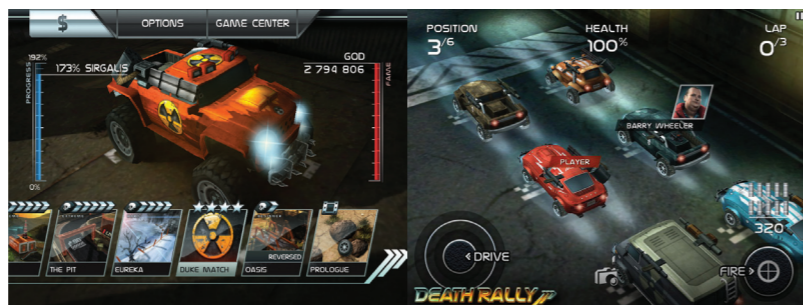 $
OPTIONS
GAME CENTER
192%
173% SIRGALIS
GOD
2 794 806
PROGRESS
FAME
0%
THE PIT
EUREKA
DUKE MATCH
REVERSED
OASIS
PROLOGUE
POSITION
3/6
HEALTH
100%
LAP
0/3
BARRY WHEELER
PLAYER
320
DRIVE
FIRE
DEATH RALLY